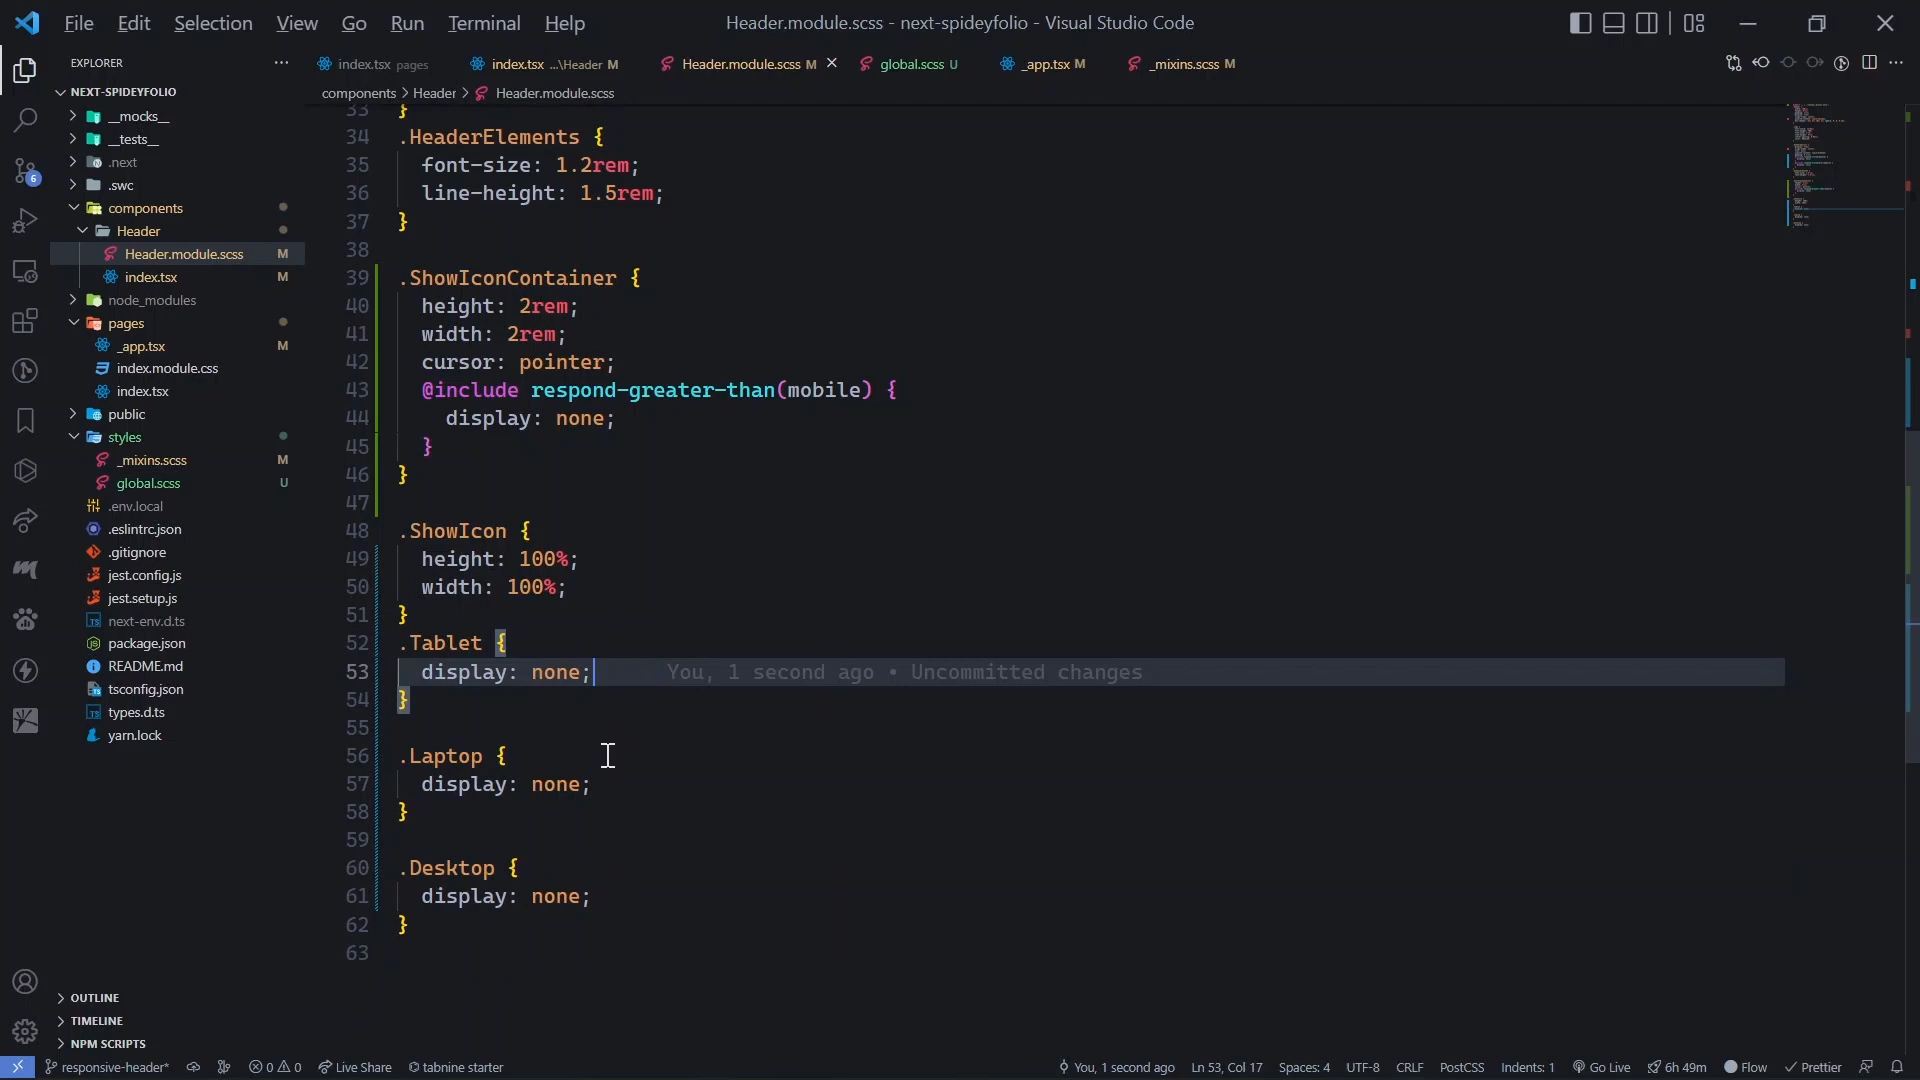 File Edit Selection View Go Run Terminal Help
Header.module.scss - next-spideyfolio - Visual Studio Code
EXPLORER
index.tsx pages
index.tsx ...\Header M
Header.module.scss M
global.scss U
_app.tsx M
_mixins.scss M
components > Header > Header.module.scss
NEXT-SPIDEYFOLIO
__mocks__
__tests__
.next
.swc
components
Header
Header.module.scss M
index.tsx M
node_modules
pages
_app.tsx M
index.module.css
index.tsx
public
styles
_mixins.scss M
global.scss U
.env.local
.eslintrc.json
.gitignore
jest.config.js
jest.setup.js
next-env.d.ts
package.json
README.md
tsconfig.json
types.d.ts
yarn.lock
OUTLINE
TIMELINE
NPM SCRIPTS
6
33 }
34 .HeaderElements {
35 font-size: 1.2rem;
36 line-height: 1.5rem;
37 }
38
39 .ShowIconContainer {
40 height: 2rem;
41 width: 2rem;
42 cursor: pointer;
43 @include respond-greater-than(mobile) {
44 display: none;
45 }
46 }
47
48 .ShowIcon {
49 height: 100%;
50 width: 100%;
51 }
52 .Tablet {
53 display: none; You, 1 second ago • Uncommitted changes
54 }
55
56 .Laptop {
57 display: none;
58 }
59
60 .Desktop {
61 display: none;
62 }
63
responsive-header* 0 0 Live Share tabnine starter You, 1 second ago Ln 53, Col 17 Spaces: 4 UTF-8 CRLF PostCSS Indents: 1 Go Live 6h 49m Flow Prettier